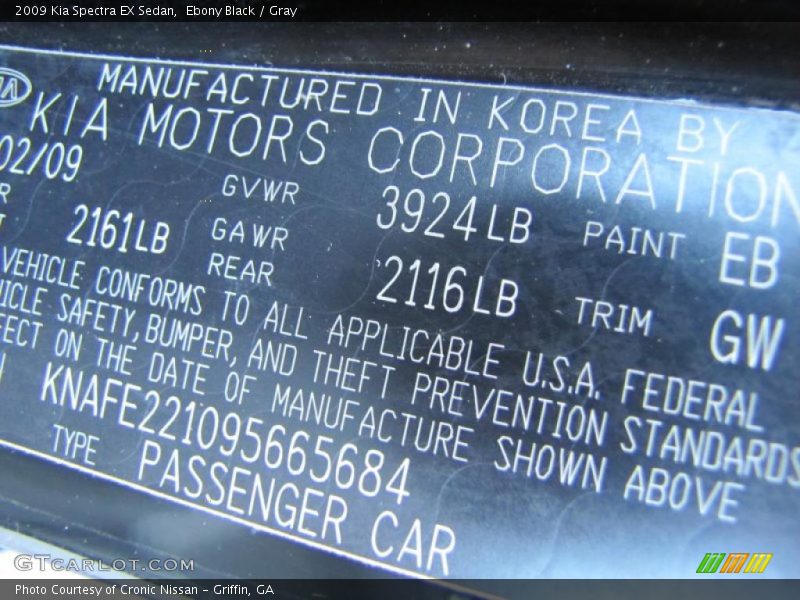 2009 Kia Spectra EX Sedan,  Ebony Black / Gray
MANUFACTURED IN KOREA BY
KIA MOTORS CORPORATION
02/09 GVWR 3924LB PAINT EB
2161LB GAWR REAR 2116LB TRIM GW
VEHICLE CONFORMS TO ALL APPLICABLE U.S.A. FEDERAL
SAFETY, BUMPER, AND THEFT PREVENTION STANDARDS
ON THE DATE OF MANUFACTURE SHOWN ABOVE
KNAFE221095665684
TYPE PASSENGER CAR
GTCARLOT.COM
Photo Courtesy of Cronic Nissan - Griffin, GA